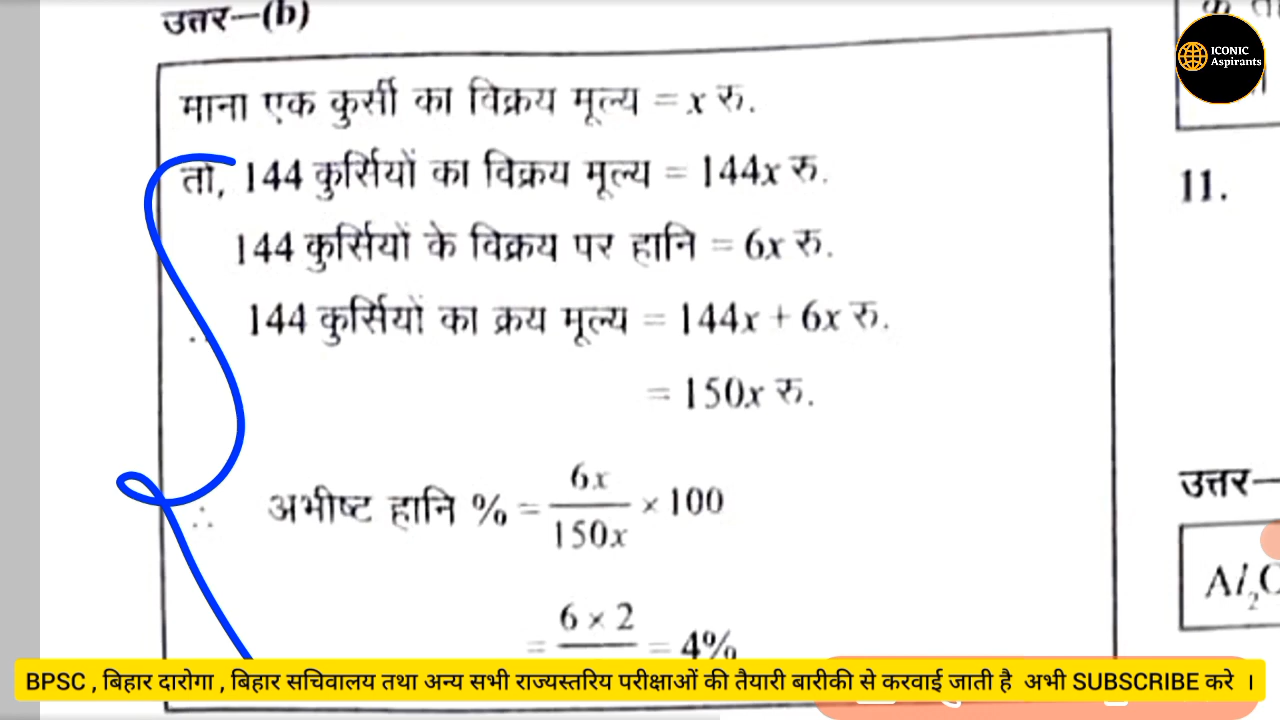 उत्तर—(b)
माना एक कुर्सी का विक्रय मूल्य = x रु.
तो, 144 कुर्सियों का विक्रय मूल्य = 144x रु.
144 कुर्सियों के विक्रय पर हानि = 6x रु.
∴ 144 कुर्सियों का क्रय मूल्य = 144x + 6x रु.
= 150x रु.
∴ अभीष्ट हानि % = 6x/150x × 100
= 6 × 2 = 4%
ICONIC
Aspirants
11.
उत्तर—
Al₂O
BPSC , बिहार दारोगा , बिहार सचिवालय तथा अन्य सभी राज्यस्तरिय परीक्षाओं की तैयारी बारीकी से करवाई जाती है अभी SUBSCRIBE करे ।